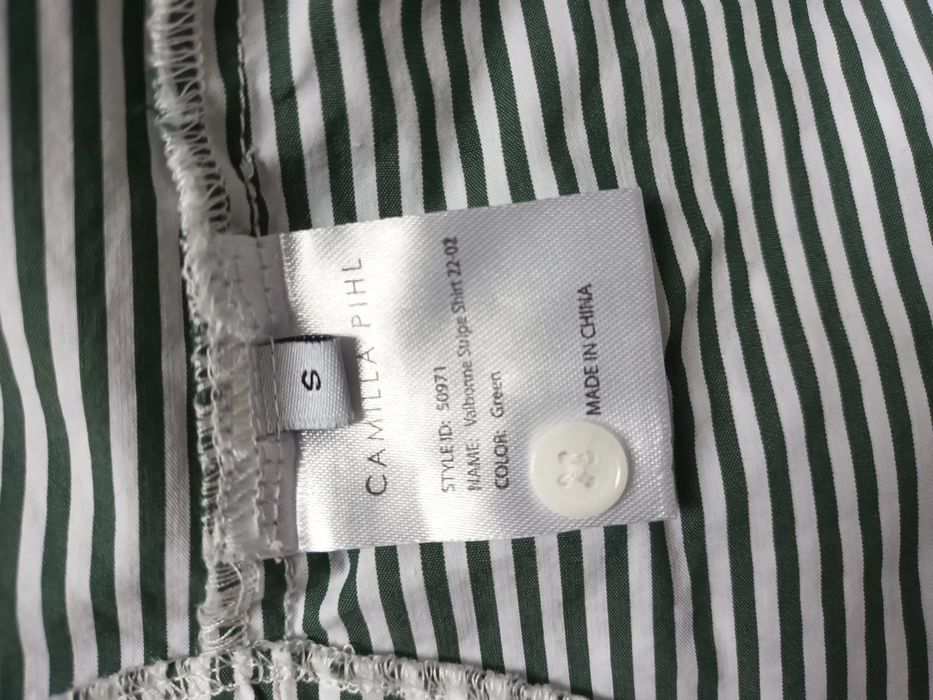 S
CAMILLA PIHL
STYLE ID: 50971
NAME: Valbonne Stripe Shirt 22-02
COLOR: Green
MADE IN CHINA